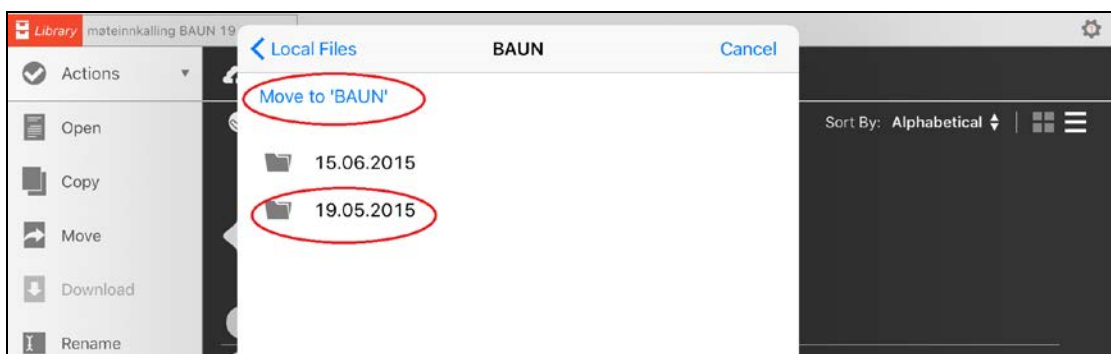 Library møteinnkalling BAUN 19
Local Files BAUN Cancel
Actions
Move to 'BAUN'
Open
Sort By: Alphabetical
15.06.2015
Copy
19.05.2015
Move
Download
Rename